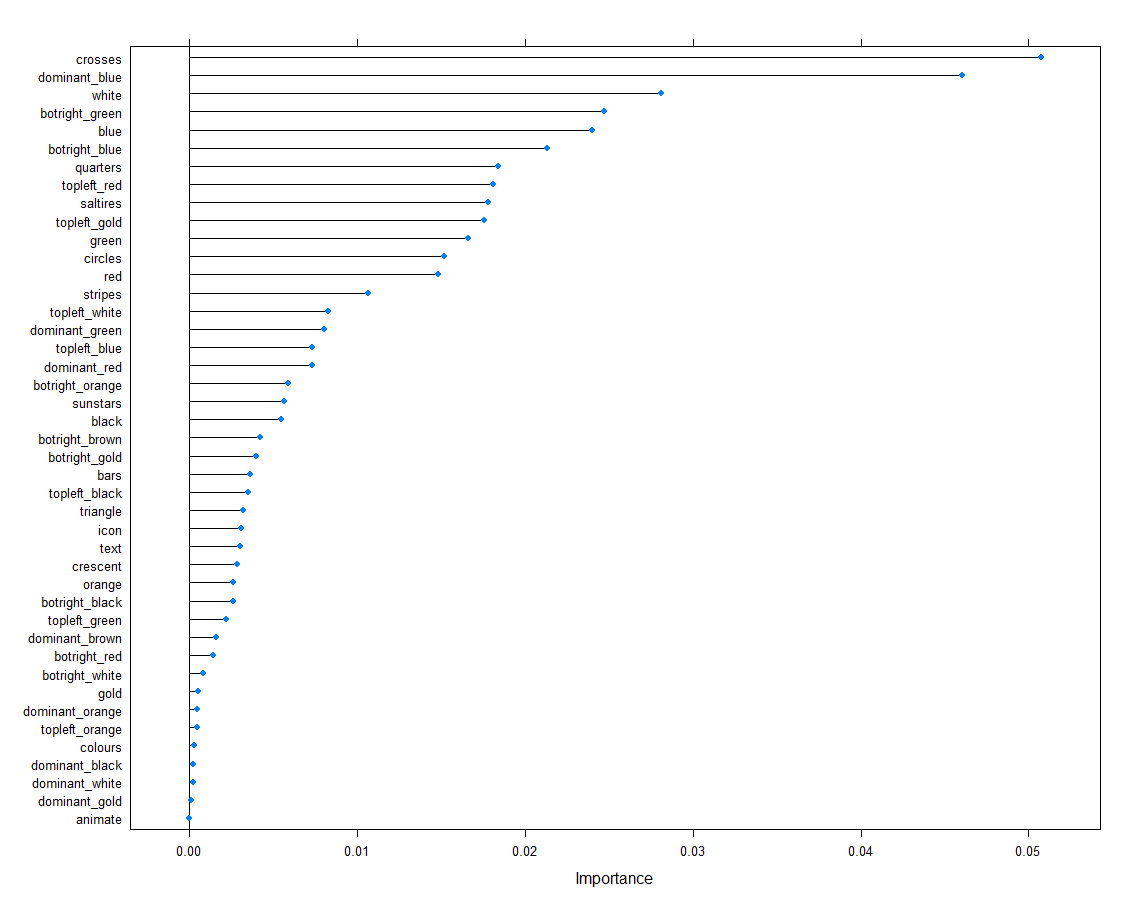 crosses
dominant_blue
white
botright_green
blue
botright_blue
quarters
topleft_red
saltires
topleft_gold
green
circles
red
stripes
topleft_white
dominant_green
topleft_blue
dominant_red
botright_orange
sunstars
black
botright_brown
botright_gold
bars
topleft_black
triangle
icon
text
crescent
orange
botright_black
topleft_green
dominant_brown
botright_red
botright_white
gold
dominant_orange
topleft_orange
colours
dominant_black
dominant_white
dominant_gold
animate
0.00 0.01 0.02 0.03 0.04 0.05
Importance